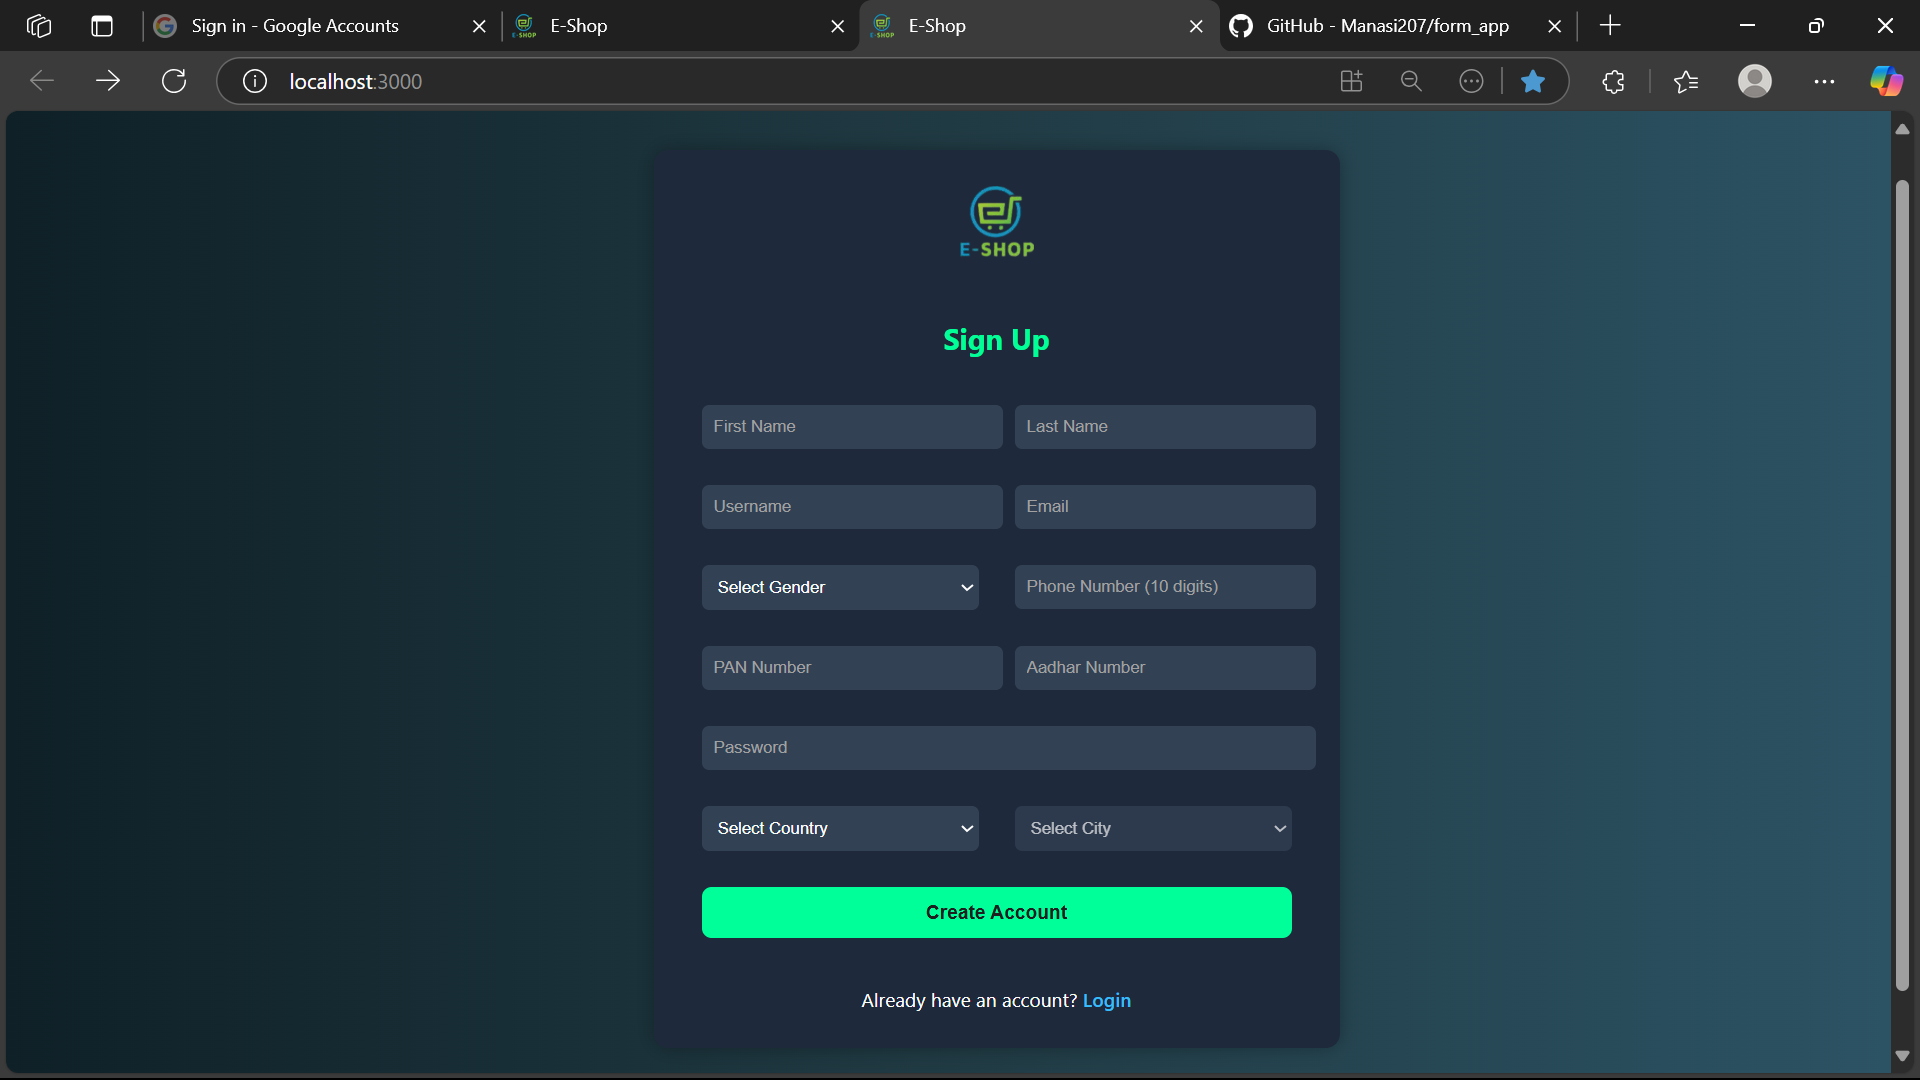 Sign in - Google Accounts
E-Shop
E-Shop
GitHub - Manasi207/form_app
localhost:3000
E-SHOP
Sign Up
First Name
Last Name
Username
Email
Select Gender
Phone Number (10 digits)
PAN Number
Aadhar Number
Password
Select Country
Select City
Create Account
Already have an account? Login